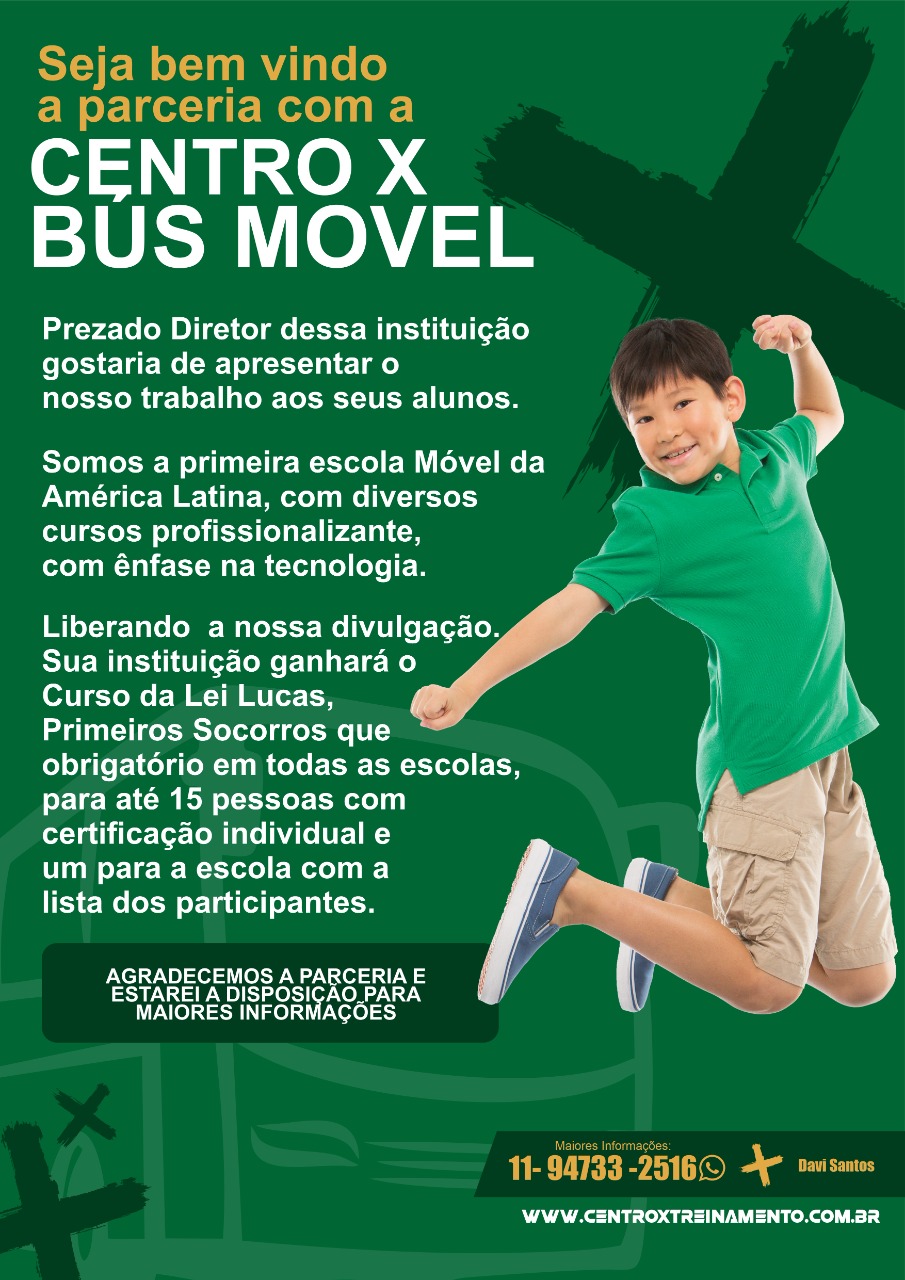 Seja bem vindo
a parceria com a
CENTRO X
BÚS MOVEL
Prezado Diretor dessa instituição
gostaria de apresentar o
nosso trabalho aos seus alunos.
Somos a primeira escola Móvel da
América Latina, com diversos
cursos profissionalizante,
com ênfase na tecnologia.
Liberando  a nossa divulgação.
Sua instituição ganhará o
Curso da Lei Lucas,
Primeiros Socorros que
obrigatório em todas as escolas,
para até 15 pessoas com
certificação individual e
um para a escola com a
lista dos participantes.
AGRADECEMOS A PARCERIA E
ESTAREI A DISPOSIÇÃO PARA
MAIORES INFORMAÇÕES
Maiores Informações:
11- 94733 -2516
Davi Santos
WWW.CENTROXTREINAMENTO.COM.BR